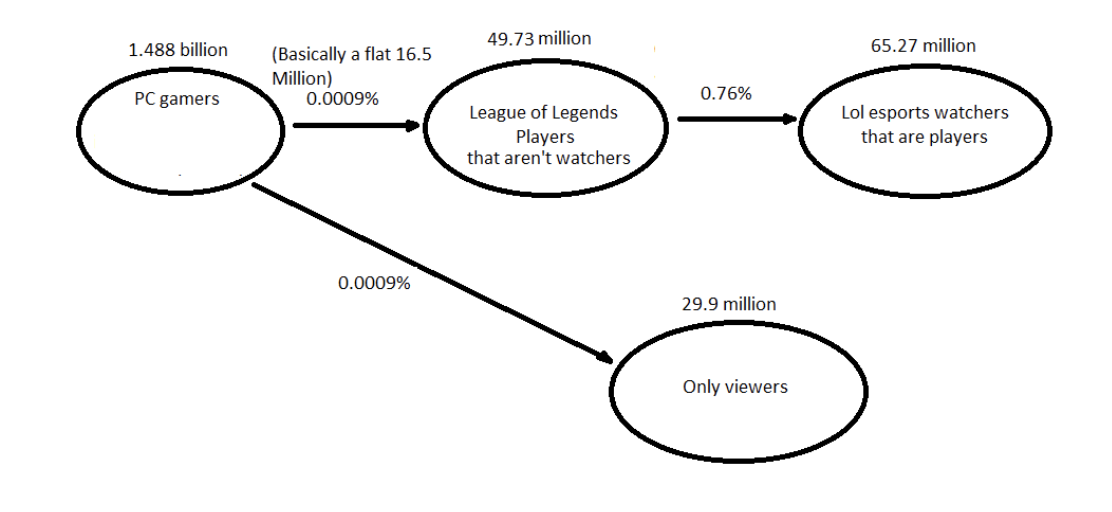 1.488 billion
(Basically a flat 16.5
Million)
0.0009%
49.73 million
65.27 million
PC gamers
League of Legends
Players
that aren't watchers
0.76%
Lol esports watchers
that are players
0.0009%
29.9 million
Only viewers